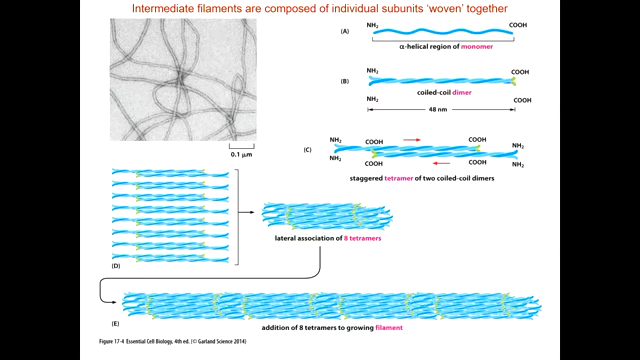 Intermediate filaments are composed of individual subunits 'woven' together
0.1 µm
(A)
NH2 COOH
α-helical region of monomer
(B)
NH2 COOH
coiled-coil dimer
NH2 COOH
48 nm
(C)
NH2 COOH COOH NH2
NH2 COOH COOH NH2
staggered tetramer of two coiled-coil dimers
(D)
lateral association of 8 tetramers
(E)
addition of 8 tetramers to growing filament
Figure 17-4 Essential Cell Biology, 4th ed. (© Garland Science 2014)